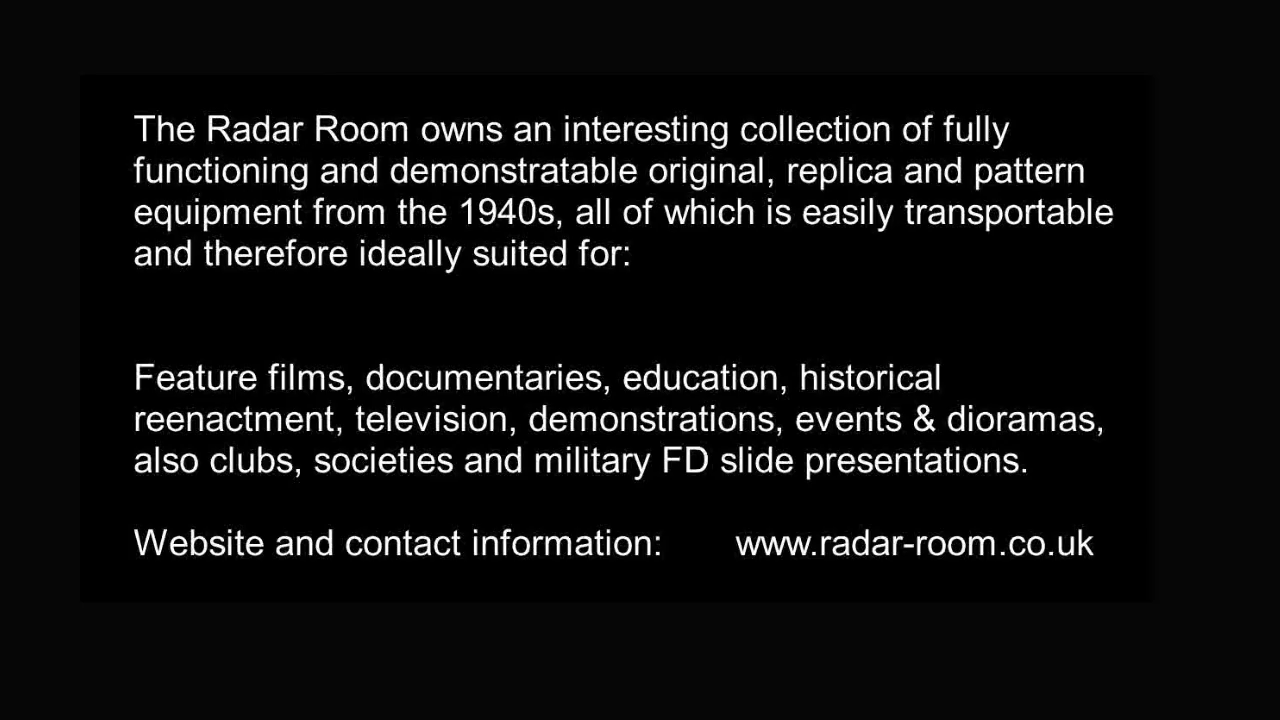 The Radar Room owns an interesting collection of fully
functioning and demonstratable original, replica and pattern
equipment from the 1940s, all of which is easily transportable
and therefore ideally suited for:
Feature films, documentaries, education, historical
reenactment, television, demonstrations, events & dioramas,
also clubs, societies and military FD slide presentations.
Website and contact information: www.radar-room.co.uk